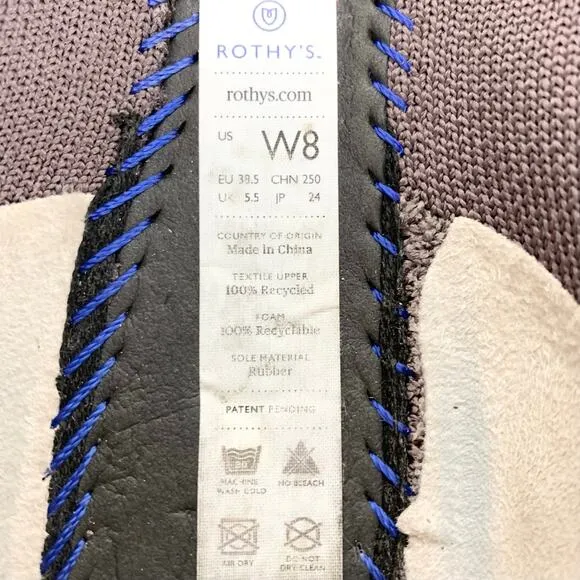 ROTHY'S™
rothys.com
US W8
EU 38.5 CHN 250
UK 5.5 JP 24
COUNTRY OF ORIGIN
Made in China
TEXTILE UPPER
100% Recycled
FOAM
100% Recyclable
SOLE MATERIAL
Rubber
PATENT PENDING
MACHINE WASH COLD
NO BLEACH
AIR DRY
DO NOT DRY-CLEAN